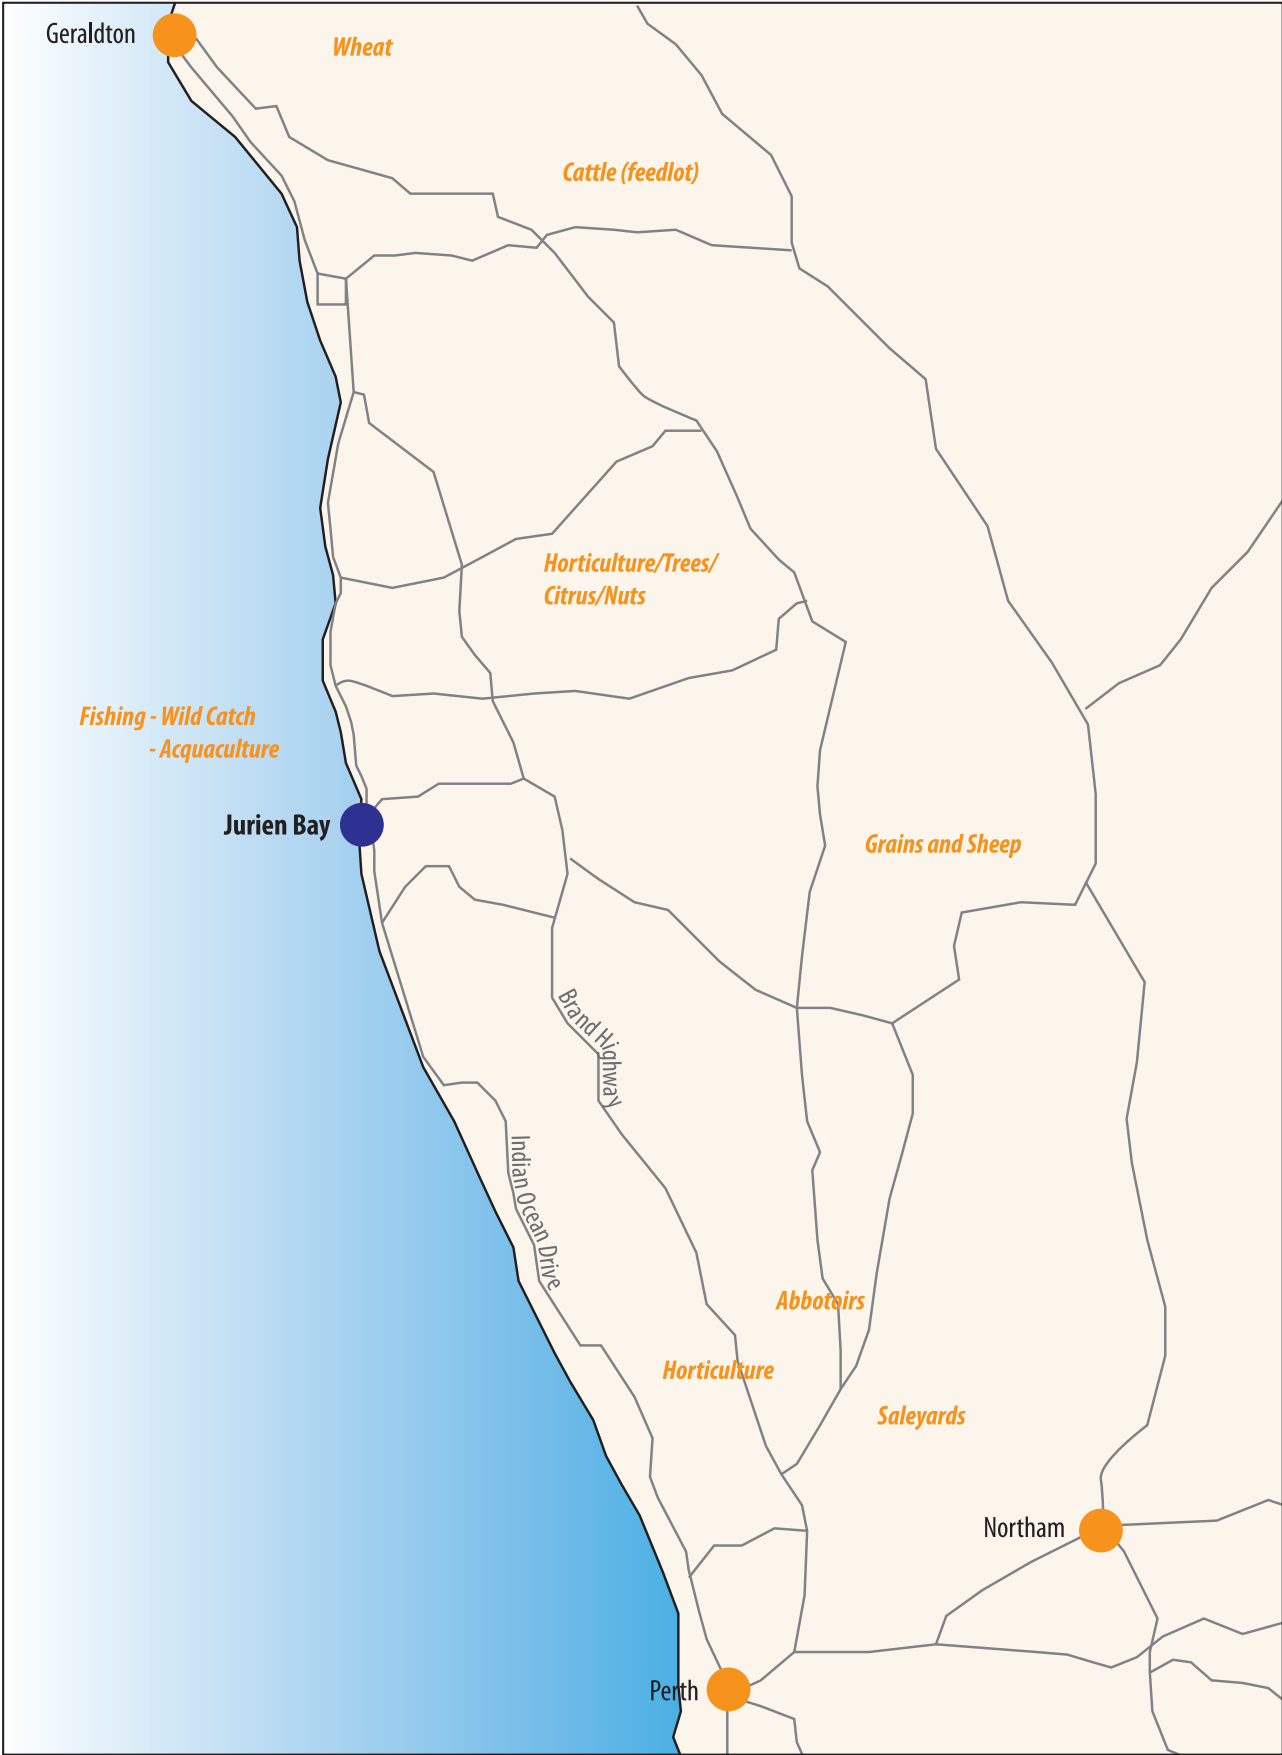 Geraldton
Wheat
Cattle (feedlot)
Horticulture/Trees/
Citrus/Nuts
Fishing - Wild Catch
- Acquaculture
Jurien Bay
Grains and Sheep
Brand Highway
Indian Ocean Drive
Abbotoirs
Horticulture
Saleyards
Northam
Perth